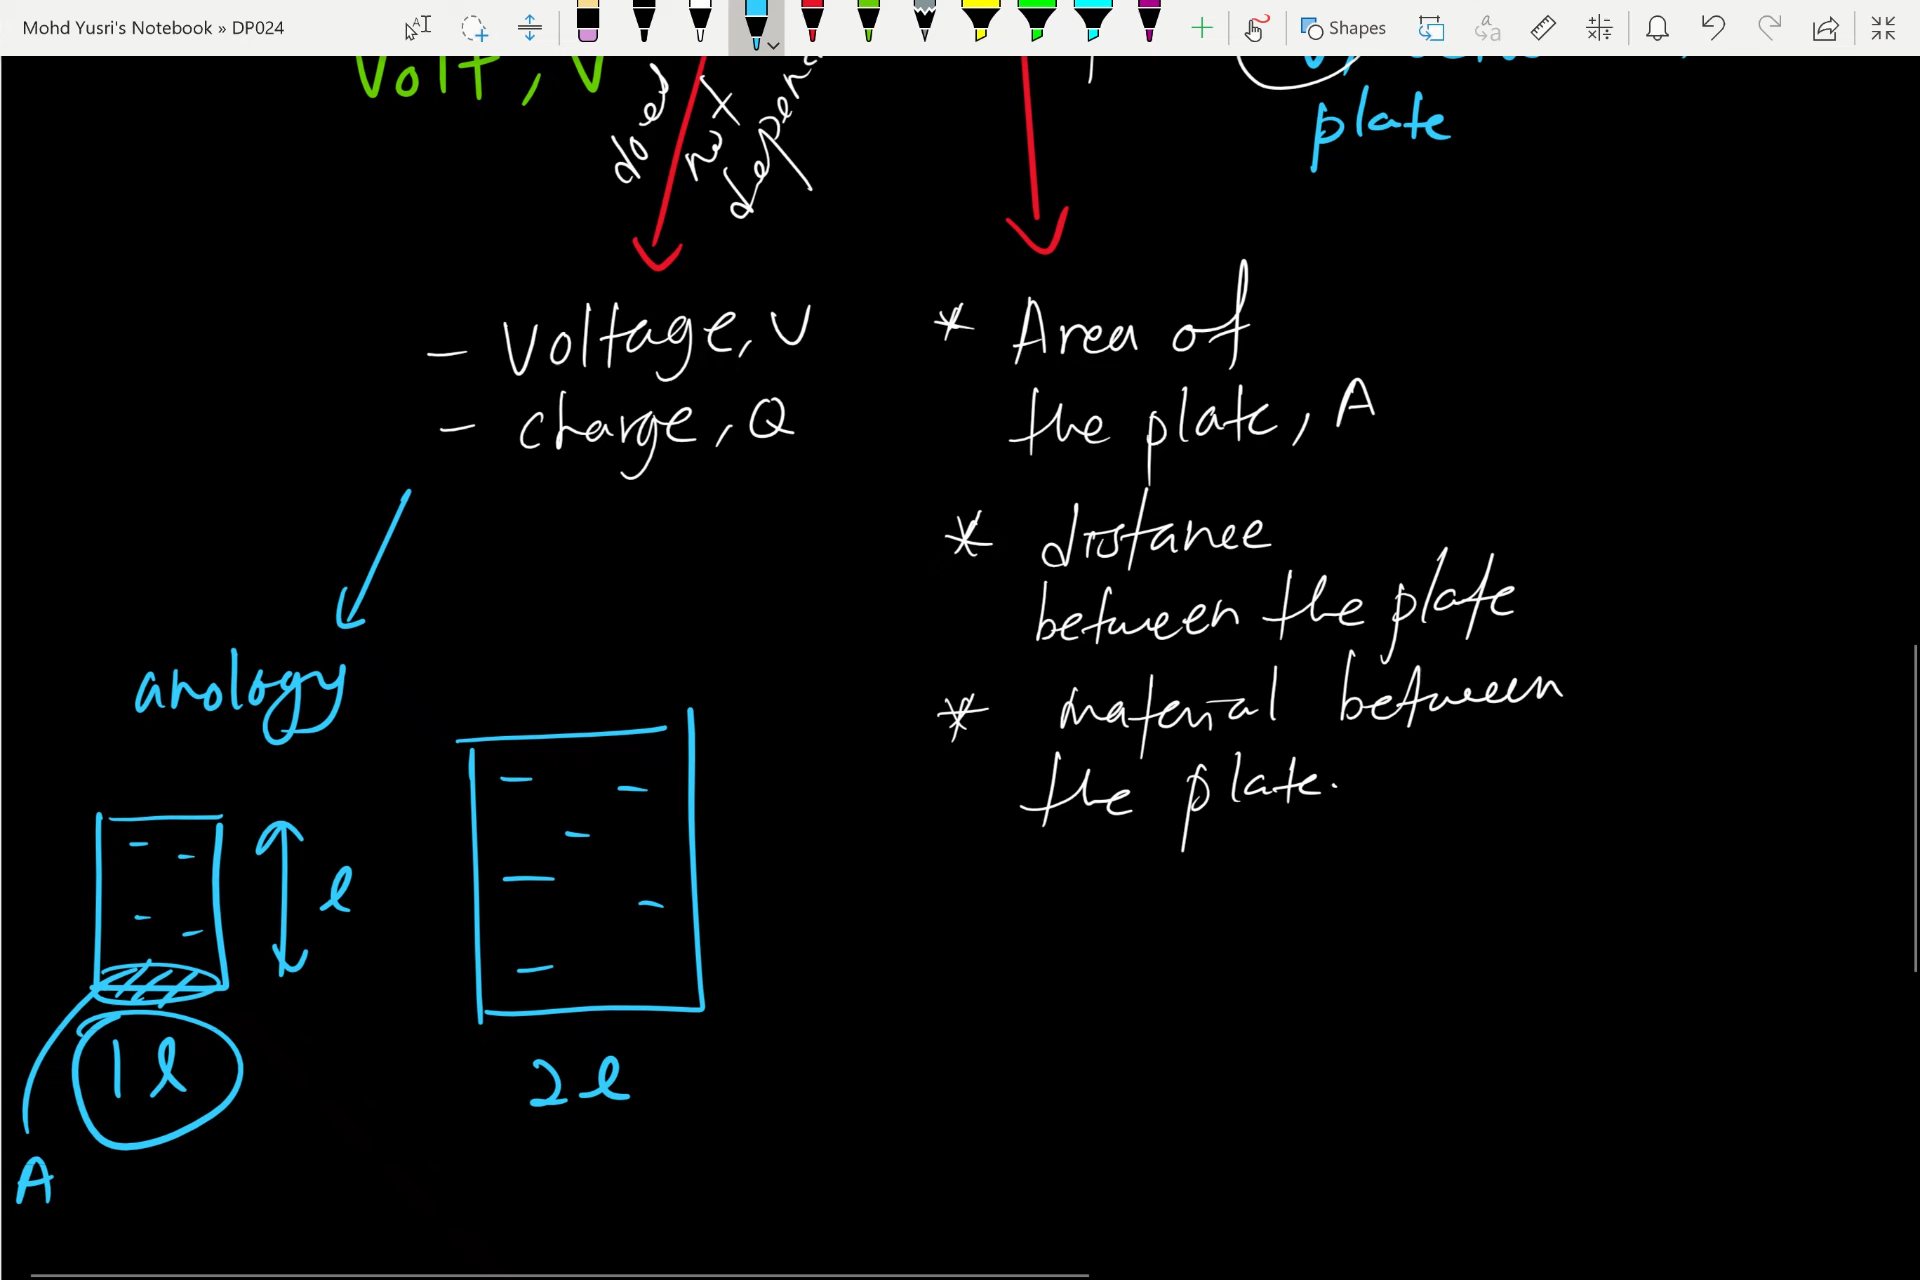 Mohd Yusri's Notebook » DP024
Shapes
Volt, V
does
not
plate
- Voltage, V
- charge, Q
* Area of
the plate, A
* distance
between the plate
* material between
the plate.
anology
l
1l
2l
A